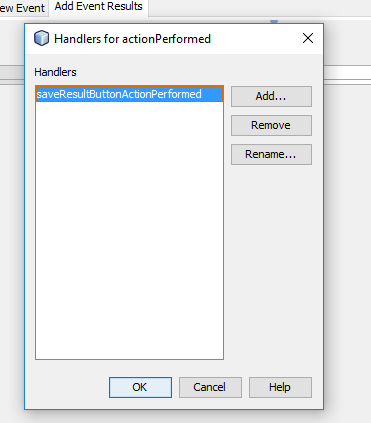 ew Event
Add Event Results
Handlers for actionPerformed
Handlers
saveResultButtonActionPerformed
Add...
Remove
Rename...
OK
Cancel
Help